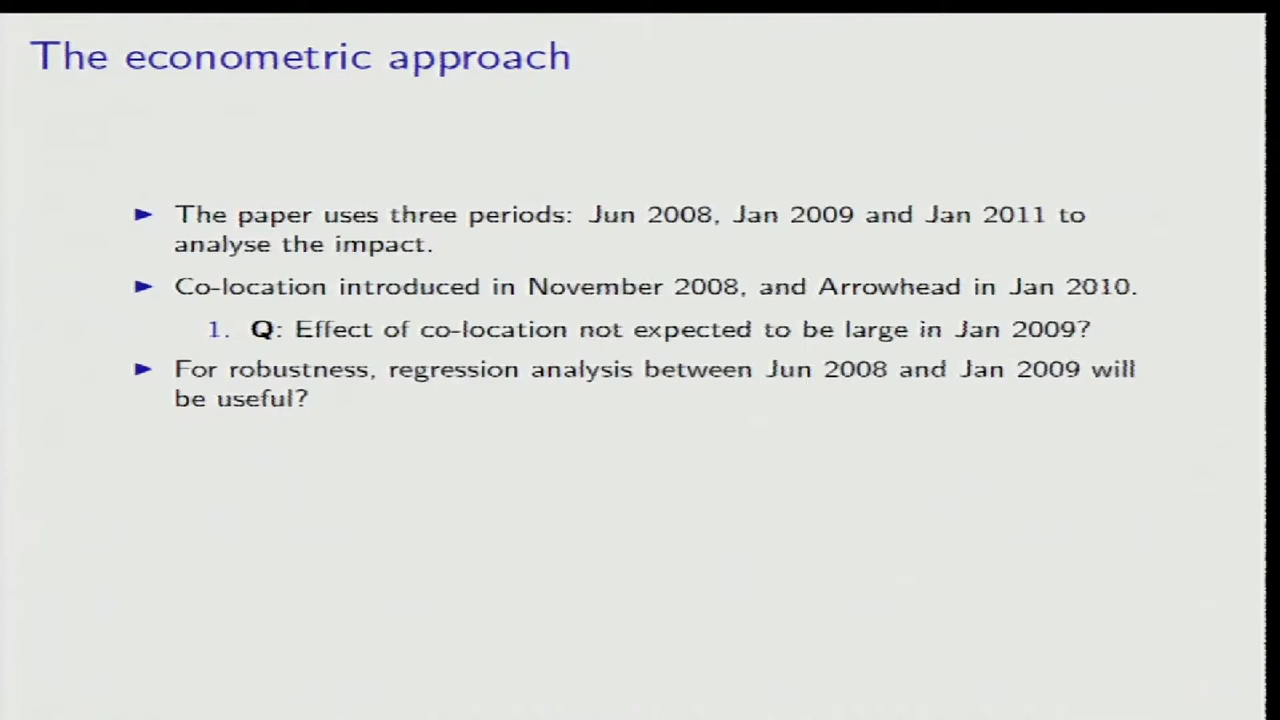 The econometric approach
► The paper uses three periods: Jun 2008, Jan 2009 and Jan 2011 to
analyse the impact.
► Co-location introduced in November 2008, and Arrowhead in Jan 2010.
1. Q: Effect of co-location not expected to be large in Jan 2009?
► For robustness, regression analysis between Jun 2008 and Jan 2009 will
be useful?